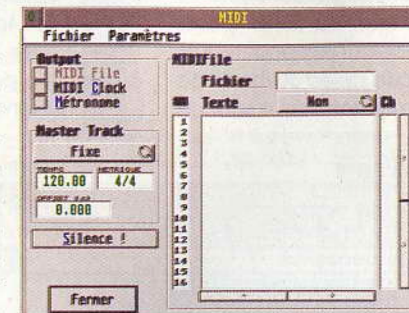 MIDI
Fichier Paramètres
Output
MIDI File
MIDI Clock
Métronome
Master Track
Fixe
TEMPO METRIQUE
120.00 4/4
0.000
Silence !
Fermer
MIDIFile
Fichier
Texte Non Ch
1
2
3
4
5
6
7
8
9
10
11
12
13
14
15
16